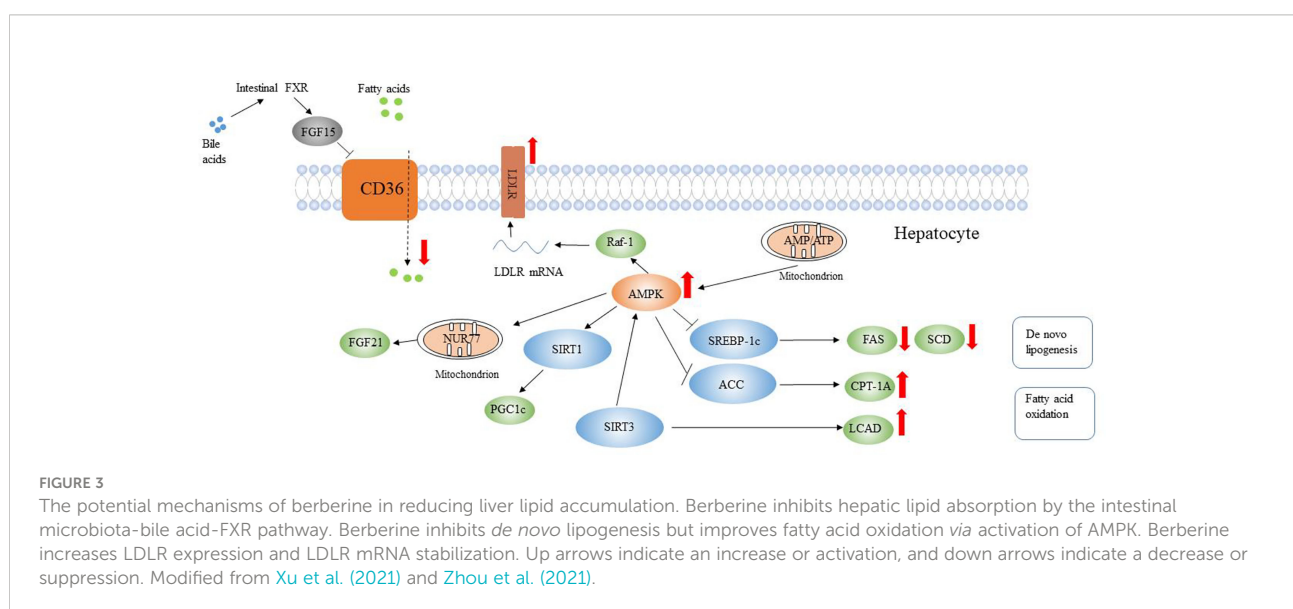 Intestinal FXR
Fatty acids
Bile
acids
FGF15
CD36
LDLR
Raf-1
LDLR mRNA
AMP/ATP
Mitochondrion
Hepatocyte
AMPK
FGF21
NUR77
Mitochondrion
SIRT1
PGC1c
SIRT3
SREBP-1c
ACC
FAS
SCD
CPT-1A
LCAD
De novo
lipogenesis
Fatty acid
oxidation
FIGURE 3
The potential mechanisms of berberine in reducing liver lipid accumulation. Berberine inhibits hepatic lipid absorption by the intestinal
microbiota-bile acid-FXR pathway. Berberine inhibits de novo lipogenesis but improves fatty acid oxidation via activation of AMPK. Berberine
increases LDLR expression and LDLR mRNA stabilization. Up arrows indicate an increase or activation, and down arrows indicate a decrease or
suppression. Modified from Xu et al. (2021) and Zhou et al. (2021).